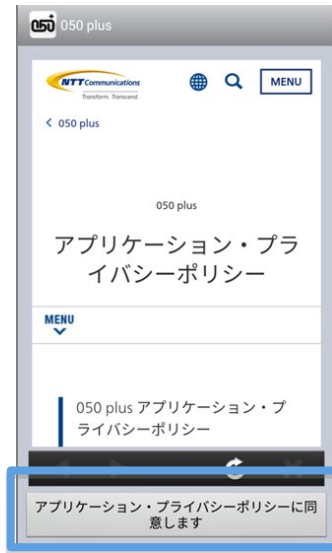 050 050 plus
NTT Communications
Transform. Transcend.
MENU
< 050 plus
050 plus
アプリケーション・プラ
イバシーポリシー
MENU
050 plus アプリケーション・プ
ライバシーポリシー
アプリケーション・プライバシーポリシーに同
意します